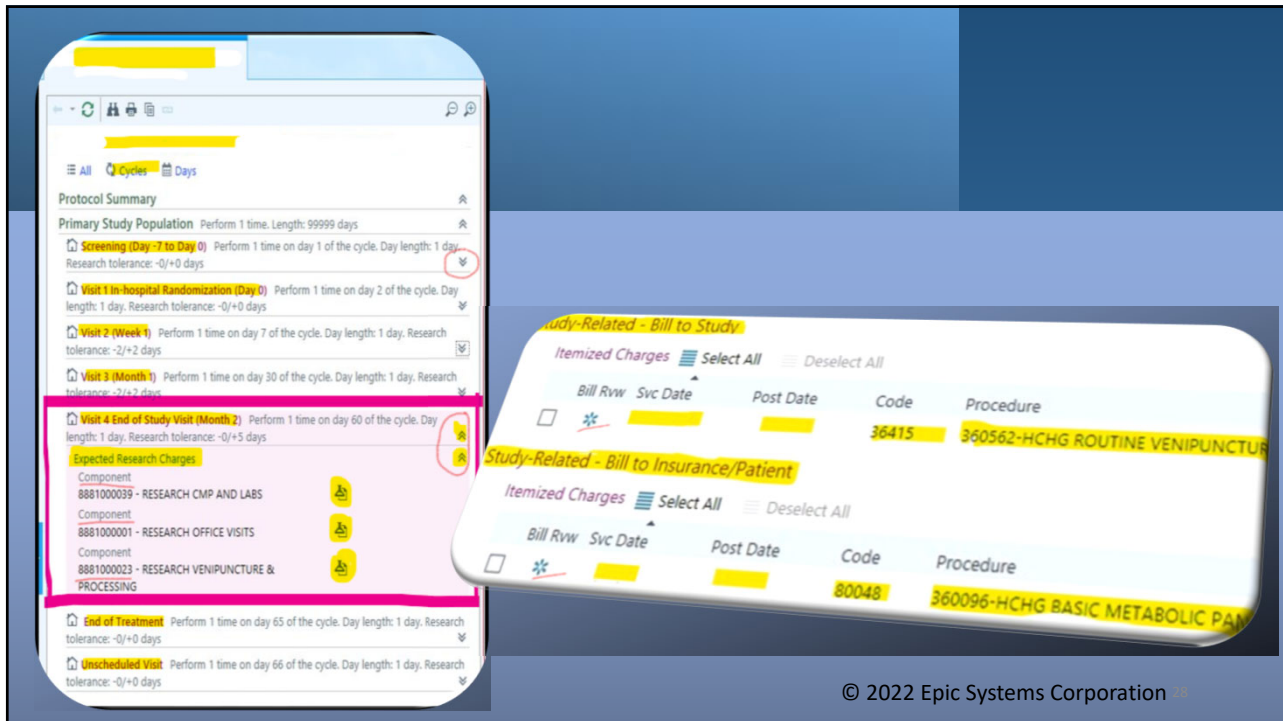 All Cycles Days
Protocol Summary
Primary Study Population Perform 1 time. Length: 99999 days
Screening (Day -7 to Day 0) Perform 1 time on day 1 of the cycle. Day length: 1 day.
Research tolerance: -0/+0 days
Visit 1 In-hospital Randomization (Day 0) Perform 1 time on day 2 of the cycle. Day
length: 1 day. Research tolerance: -0/+0 days
Visit 2 (Week 1) Perform 1 time on day 7 of the cycle. Day length: 1 day. Research
tolerance: -2/+2 days
Visit 3 (Month 1) Perform 1 time on day 30 of the cycle. Day length: 1 day. Research
tolerance: -2/+2 days
Visit 4 End of Study Visit (Month 2) Perform 1 time on day 60 of the cycle. Day
length: 1 day. Research tolerance: -0/+5 days
Expected Research Charges
Component
8881000039 - RESEARCH CMP AND LABS
Component
8881000001 - RESEARCH OFFICE VISITS
Component
8881000023 - RESEARCH VENIPUNCTURE &
PROCESSING
End of Treatment Perform 1 time on day 65 of the cycle. Day length: 1 day. Research
tolerance: -0/+0 days
Unscheduled Visit Perform 1 time on day 66 of the cycle. Day length: 1 day. Research
tolerance: -0/+0 days
Study-Related - Bill to Study
Itemized Charges Select All Deselect All
Bill Rvw Svc Date Post Date Code Procedure
36415 360562-HCHG ROUTINE VENIPUNCTUR
Study-Related - Bill to Insurance/Patient
Itemized Charges Select All Deselect All
Bill Rvw Svc Date Post Date Code Procedure
80048 360096-HCHG BASIC METABOLIC PAN
© 2022 Epic Systems Corporation 28